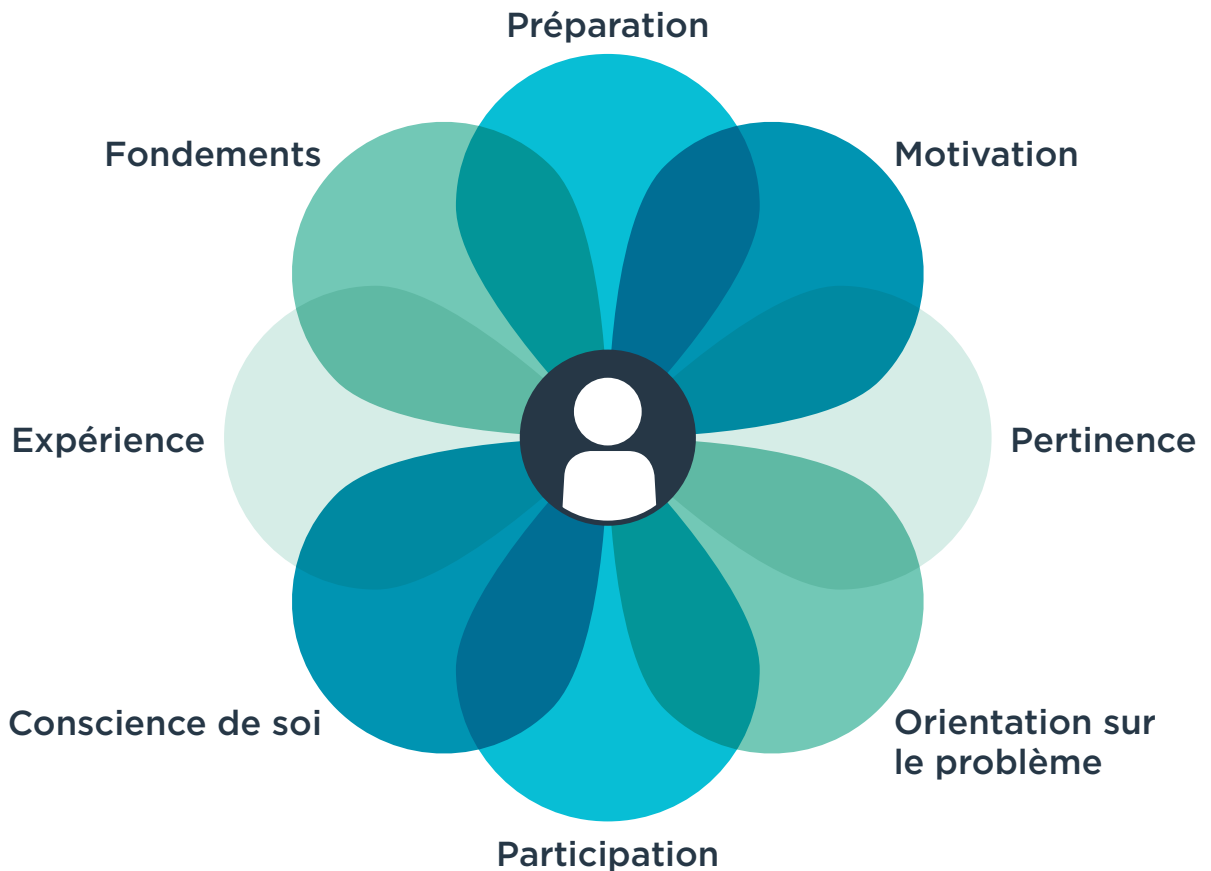 Préparation
Fondements
Motivation
Expérience
Pertinence
Conscience de soi
Orientation sur
le problème
Participation